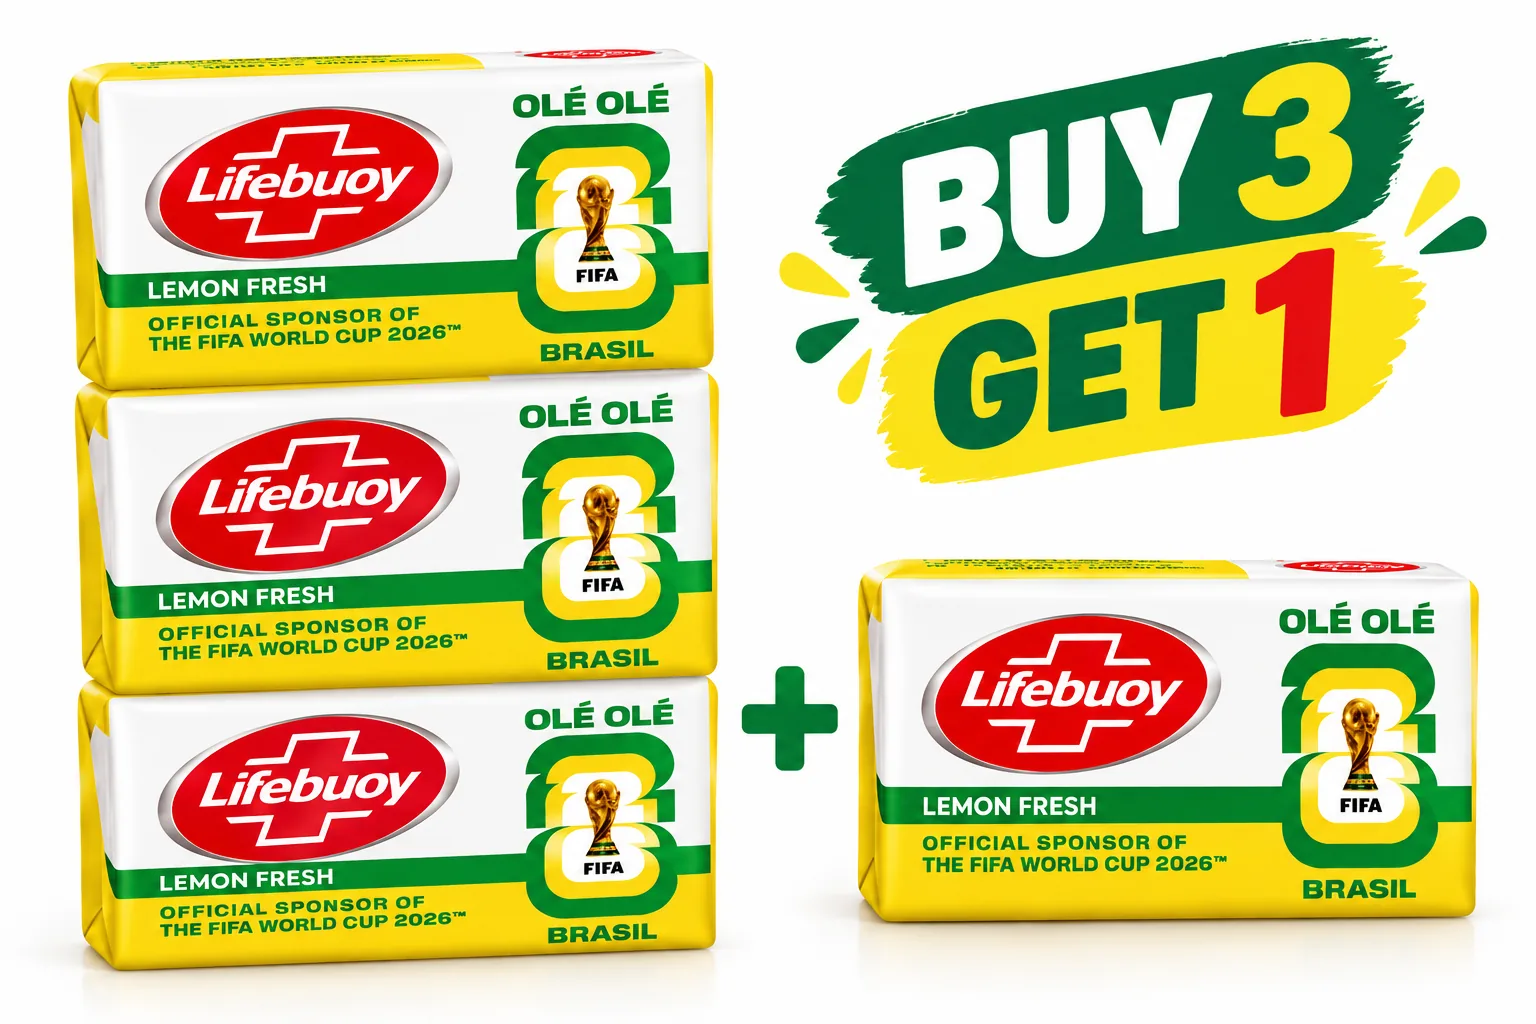 OLÉ OLÉ
Lifebuoy
FIFA
LEMON FRESH
OFFICIAL SPONSOR OF
THE FIFA WORLD CUP 2026™
BRASIL
OLÉ OLÉ
Lifebuoy
FIFA
LEMON FRESH
OFFICIAL SPONSOR OF
THE FIFA WORLD CUP 2026™
BRASIL
OLÉ OLÉ
Lifebuoy
FIFA
LEMON FRESH
OFFICIAL SPONSOR OF
THE FIFA WORLD CUP 2026™
BRASIL
BUY 3
GET 1
+
OLÉ OLÉ
Lifebuoy
FIFA
LEMON FRESH
OFFICIAL SPONSOR OF
THE FIFA WORLD CUP 2026™
BRASIL